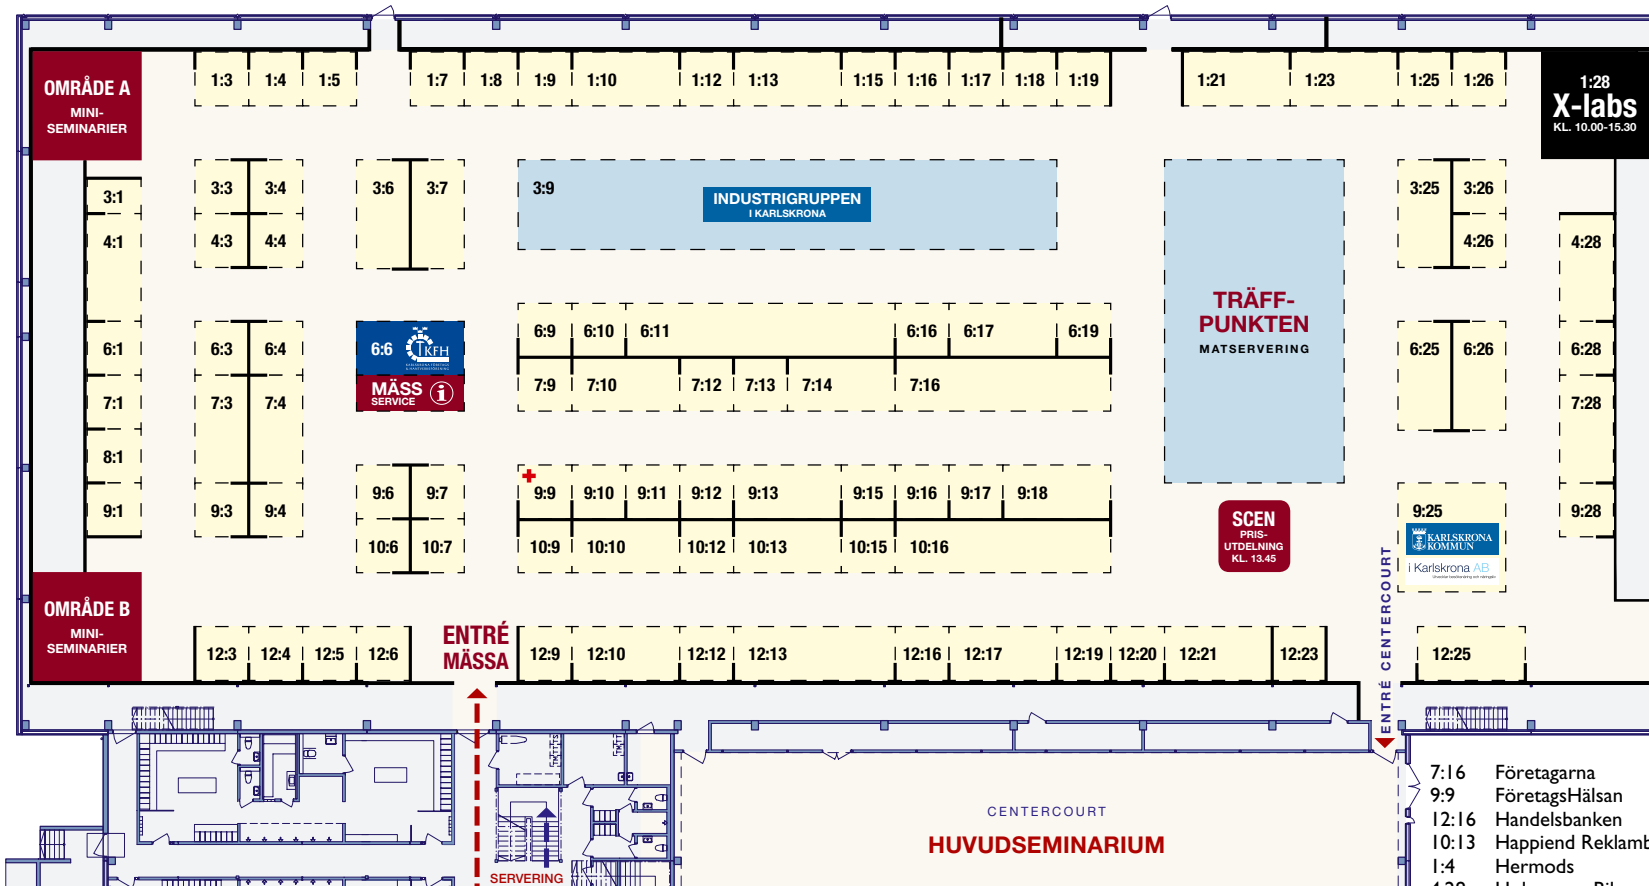 OMRÅDE A
MINI-
SEMINARIER
1:3 1:4 1:5 1:7 1:8 1:9 1:10 1:12 1:13 1:15 1:16 1:17 1:18 1:19 1:21 1:23 1:25 1:26
1:28
X-labs
KL. 10.00-15.30
3:1 3:3 3:4 3:6 3:7 3:9
INDUSTRIGRUPPEN
I KARLSKRONA
3:25 3:26
4:1 4:3 4:4 4:26 4:28
TRÄFF-
PUNKTEN
MATSERVERING
6:1 6:3 6:4 6:6
KFH
6:9 6:10 6:11 6:16 6:17 6:19 6:25 6:26 6:28
MÄSS
SERVICE
i
7:1 7:3 7:4 7:9 7:10 7:12 7:13 7:14 7:16 7:28
8:1
9:1 9:3 9:4 9:6 9:7 9:9 9:10 9:11 9:12 9:13 9:15 9:16 9:17 9:18 9:25 9:28
KARLSKRONA
KOMMUN
i Karlskrona AB
SCEN
PRIS-
UTDELNING
KL. 13.45
10:6 10:7 10:9 10:10 10:12 10:13 10:15 10:16
OMRÅDE B
MINI-
SEMINARIER
12:3 12:4 12:5 12:6
ENTRÉ
MÄSSA
12:9 12:10 12:12 12:13 12:16 12:17 12:19 12:20 12:21 12:23 12:25
ENTRÉ CENTERCOURT
CENTERCOURT
HUVUDSEMINARIUM
SERVERING
7:16 Företagarna
9:9 FöretagsHälsan
12:16 Handelsbanken
10:13 Happiend Reklamb
1:4 Hermods